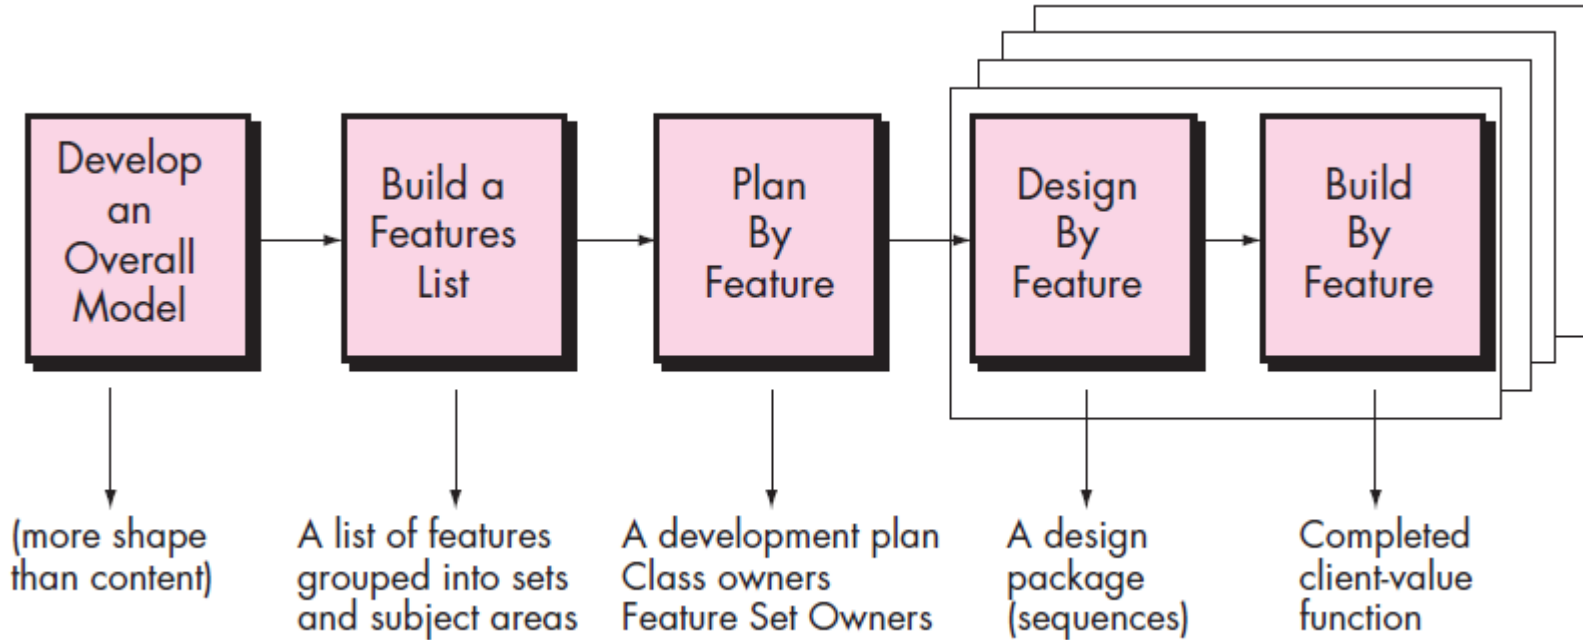 Develop
an
Overall
Model
Build a
Features
List
Plan
By
Feature
Design
By
Feature
Build
By
Feature
(more shape
than content)
A list of features
grouped into sets
and subject areas
A development plan
Class owners
Feature Set Owners
A design
package
(sequences)
Completed
client-value
function